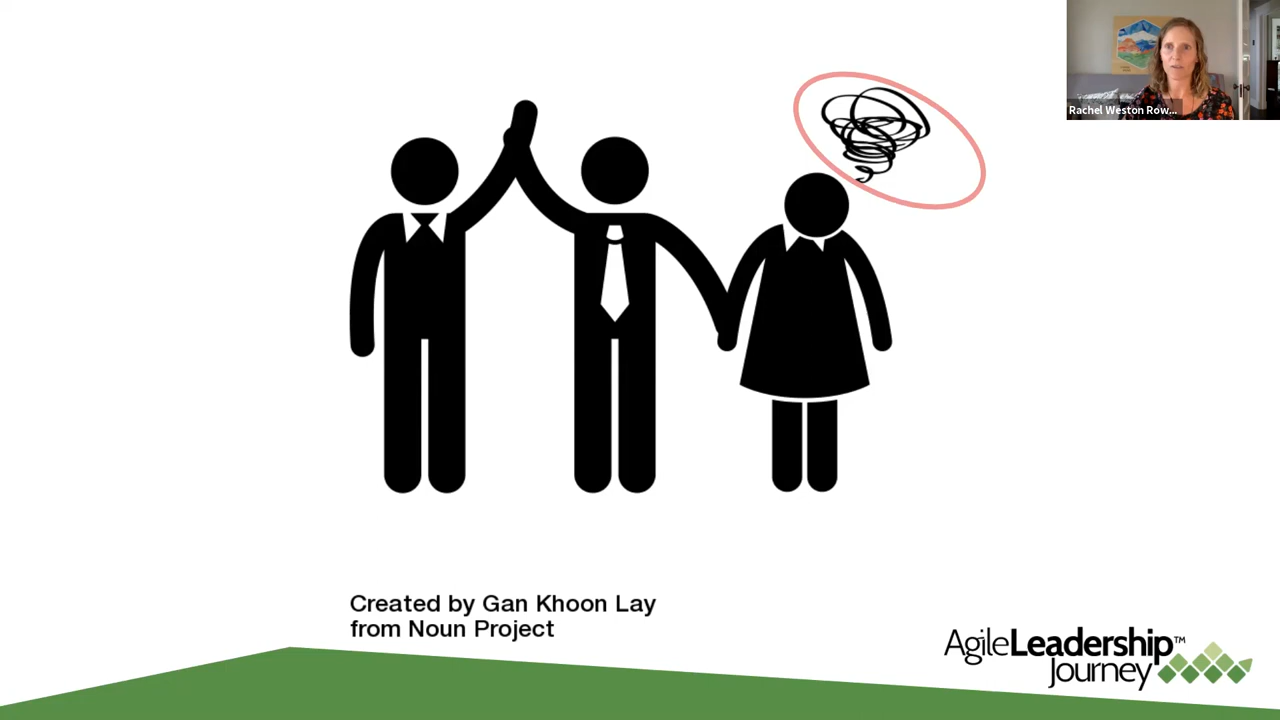 Rachel Weston Row...
Created by Gan Khoon Lay
from Noun Project
AgileLeadership™
Journey